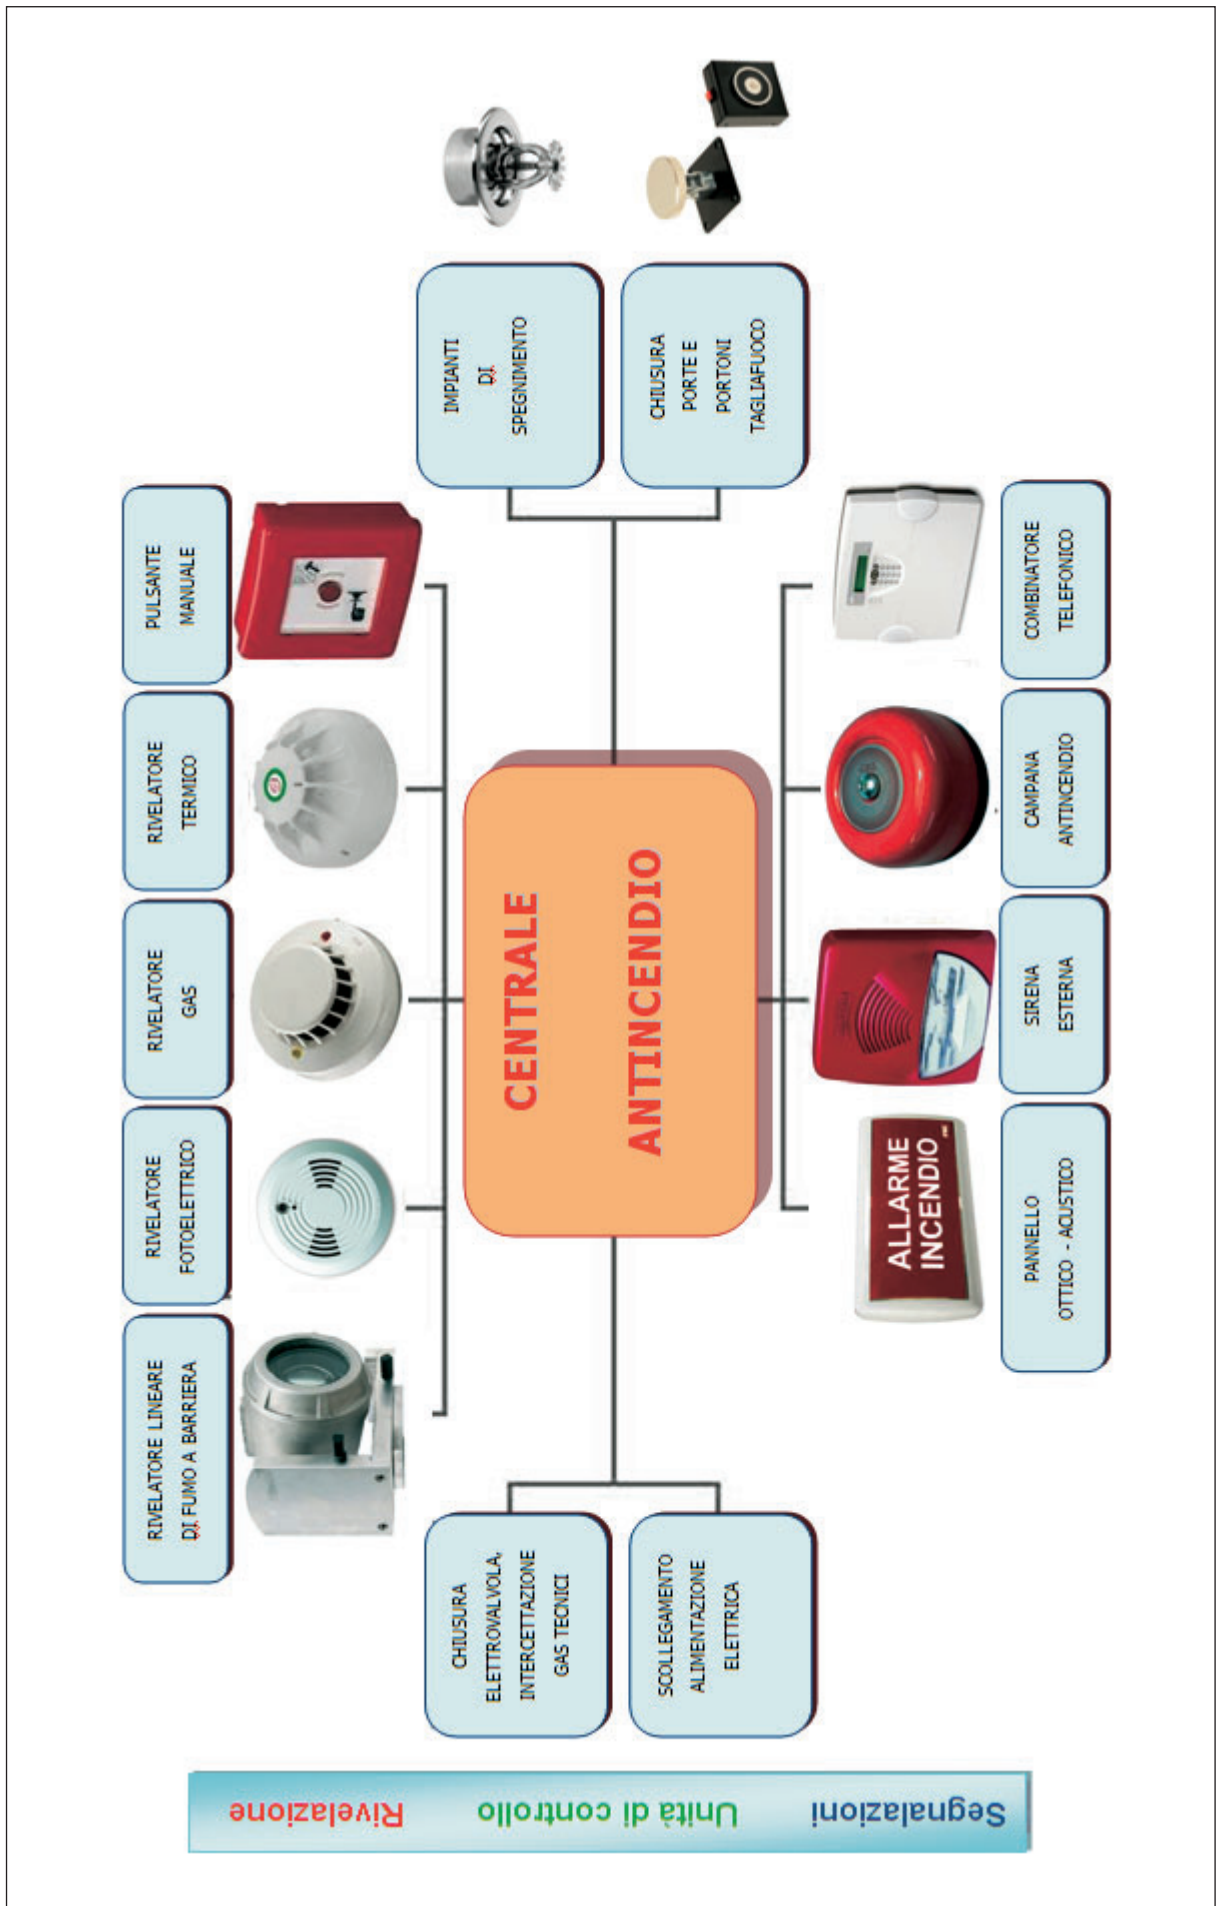 RIVELATORE LINEARE
DI FUMO A BARRIERA
RIVELATORE
FOTOELETTRICO
RIVELATORE
GAS
RIVELATORE
TERMICO
PULSANTE
MANUALE
CHIUSURA
ELETTROVALVOLA,
INTERCETTAZIONE
GAS TECNICI
SCOLLEGAMENTO
ALIMENTAZIONE
ELETTRICA
CENTRALE
ANTINCENDIO
IMPIANTI
DI
SPEGNIMENTO
CHIUSURA
PORTE E
PORTONI
TAGLIAFUOCO
ALLARME
INCENDIO
PANNELLO
OTTICO - ACUSTICO
SIRENA
ESTERNA
CAMPANA
ANTINCENDIO
COMBINATORE
TELEFONICO
Rivelazione
Unità di controllo
Segnalazioni